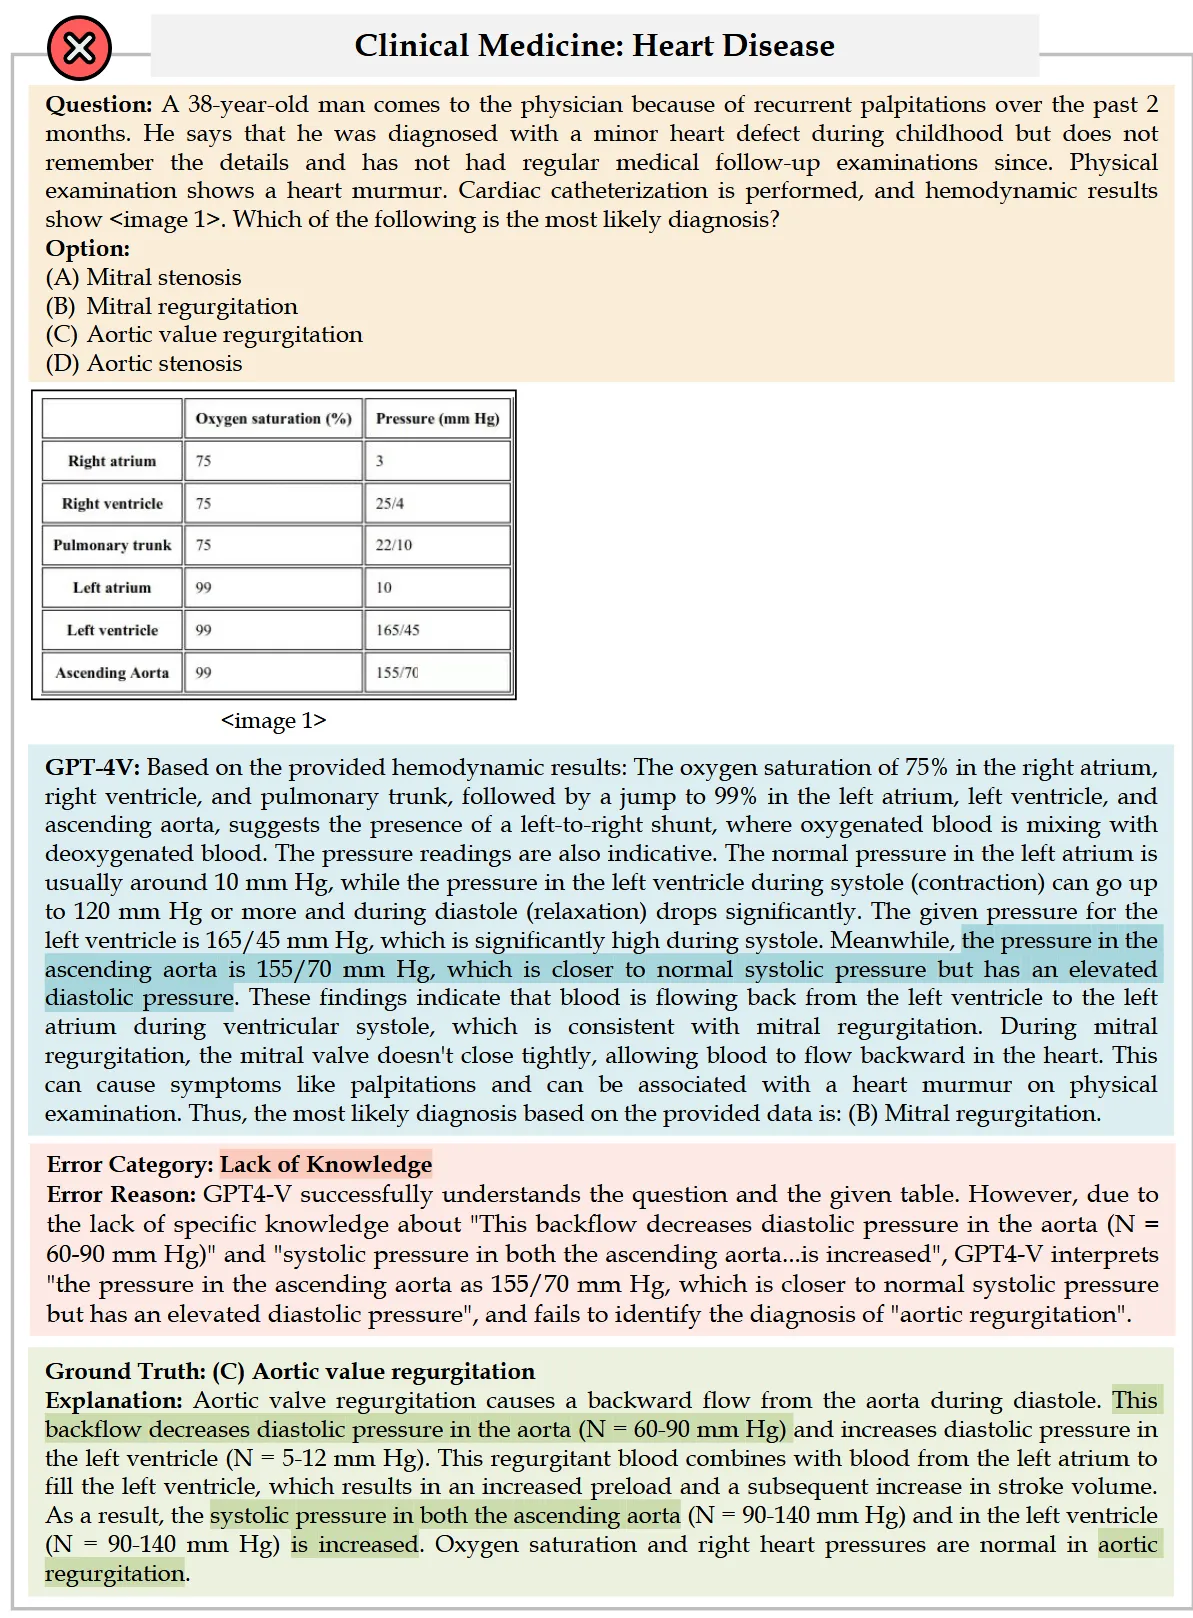 Clinical Medicine: Heart Disease
Question: A 38-year-old man comes to the physician because of recurrent palpitations over the past 2
months. He says that he was diagnosed with a minor heart defect during childhood but does not
remember the details and has not had regular medical follow-up examinations since. Physical
examination shows a heart murmur. Cardiac catheterization is performed, and hemodynamic results
show <image 1>. Which of the following is the most likely diagnosis?
Option:
(A) Mitral stenosis
(B) Mitral regurgitation
(C) Aortic value regurgitation
(D) Aortic stenosis
Oxygen saturation (%) Pressure (mm Hg)
Right atrium 75 3
Right ventricle 75 25/4
Pulmonary trunk 75 22/10
Left atrium 99 10
Left ventricle 99 165/45
Ascending Aorta 99 155/70
<image 1>
GPT-4V: Based on the provided hemodynamic results: The oxygen saturation of 75% in the right atrium,
right ventricle, and pulmonary trunk, followed by a jump to 99% in the left atrium, left ventricle, and
ascending aorta, suggests the presence of a left-to-right shunt, where oxygenated blood is mixing with
deoxygenated blood. The pressure readings are also indicative. The normal pressure in the left atrium is
usually around 10 mm Hg, while the pressure in the left ventricle during systole (contraction) can go up
to 120 mm Hg or more and during diastole (relaxation) drops significantly. The given pressure for the
left ventricle is 165/45 mm Hg, which is significantly high during systole. Meanwhile, the pressure in the
ascending aorta is 155/70 mm Hg, which is closer to normal systolic pressure but has an elevated
diastolic pressure. These findings indicate that blood is flowing back from the left ventricle to the left
atrium during ventricular systole, which is consistent with mitral regurgitation. During mitral
regurgitation, the mitral valve doesn't close tightly, allowing blood to flow backward in the heart. This
can cause symptoms like palpitations and can be associated with a heart murmur on physical
examination. Thus, the most likely diagnosis based on the provided data is: (B) Mitral regurgitation.
Error Category: Lack of Knowledge
Error Reason: GPT4-V successfully understands the question and the given table. However, due to
the lack of specific knowledge about "This backflow decreases diastolic pressure in the aorta (N =
60-90 mm Hg)" and "systolic pressure in both the ascending aorta...is increased", GPT4-V interprets
"the pressure in the ascending aorta as 155/70 mm Hg, which is closer to normal systolic pressure
but has an elevated diastolic pressure", and fails to identify the diagnosis of "aortic regurgitation".
Ground Truth: (C) Aortic value regurgitation
Explanation: Aortic valve regurgitation causes a backward flow from the aorta during diastole. This
backflow decreases diastolic pressure in the aorta (N = 60-90 mm Hg) and increases diastolic pressure in
the left ventricle (N = 5-12 mm Hg). This regurgitant blood combines with blood from the left atrium to
fill the left ventricle, which results in an increased preload and a subsequent increase in stroke volume.
As a result, the systolic pressure in both the ascending aorta (N = 90-140 mm Hg) and in the left ventricle
(N = 90-140 mm Hg) is increased. Oxygen saturation and right heart pressures are normal in aortic
regurgitation.